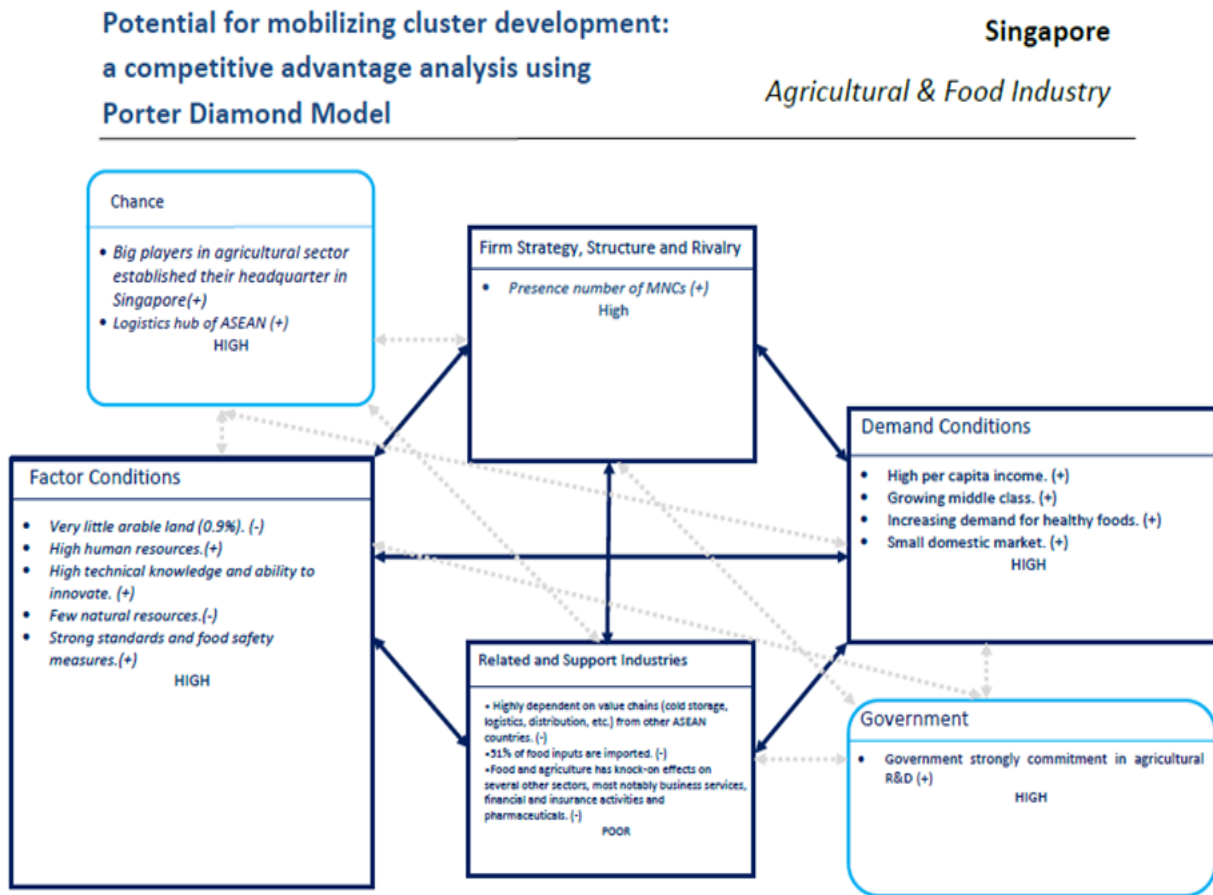 Potential for mobilizing cluster development:
a competitive advantage analysis using
Porter Diamond Model
Singapore
Agricultural & Food Industry
Chance
• Big players in agricultural sector
established their headquarter in
Singapore(+)
• Logistics hub of ASEAN (+)
HIGH
Firm Strategy, Structure and Rivalry
• Presence number of MNCs (+)
High
Demand Conditions
• High per capita income. (+)
• Growing middle class. (+)
• Increasing demand for healthy foods. (+)
• Small domestic market. (+)
HIGH
Factor Conditions
• Very little arable land (0.9%). (-)
• High human resources.(+)
• High technical knowledge and ability to
innovate. (+)
• Few natural resources.(-)
• Strong standards and food safety
measures.(+)
HIGH
Related and Support Industries
• Highly dependent on value chains (cold storage,
logistics, distribution, etc.) from other ASEAN
countries. (-)
•51% of food inputs are imported. (-)
•Food and agriculture has knock-on effects on
several other sectors, most notably business services,
financial and insurance activities and
pharmaceuticals. (-)
POOR
Government
• Government strongly commitment in agricultural
R&D (+)
HIGH